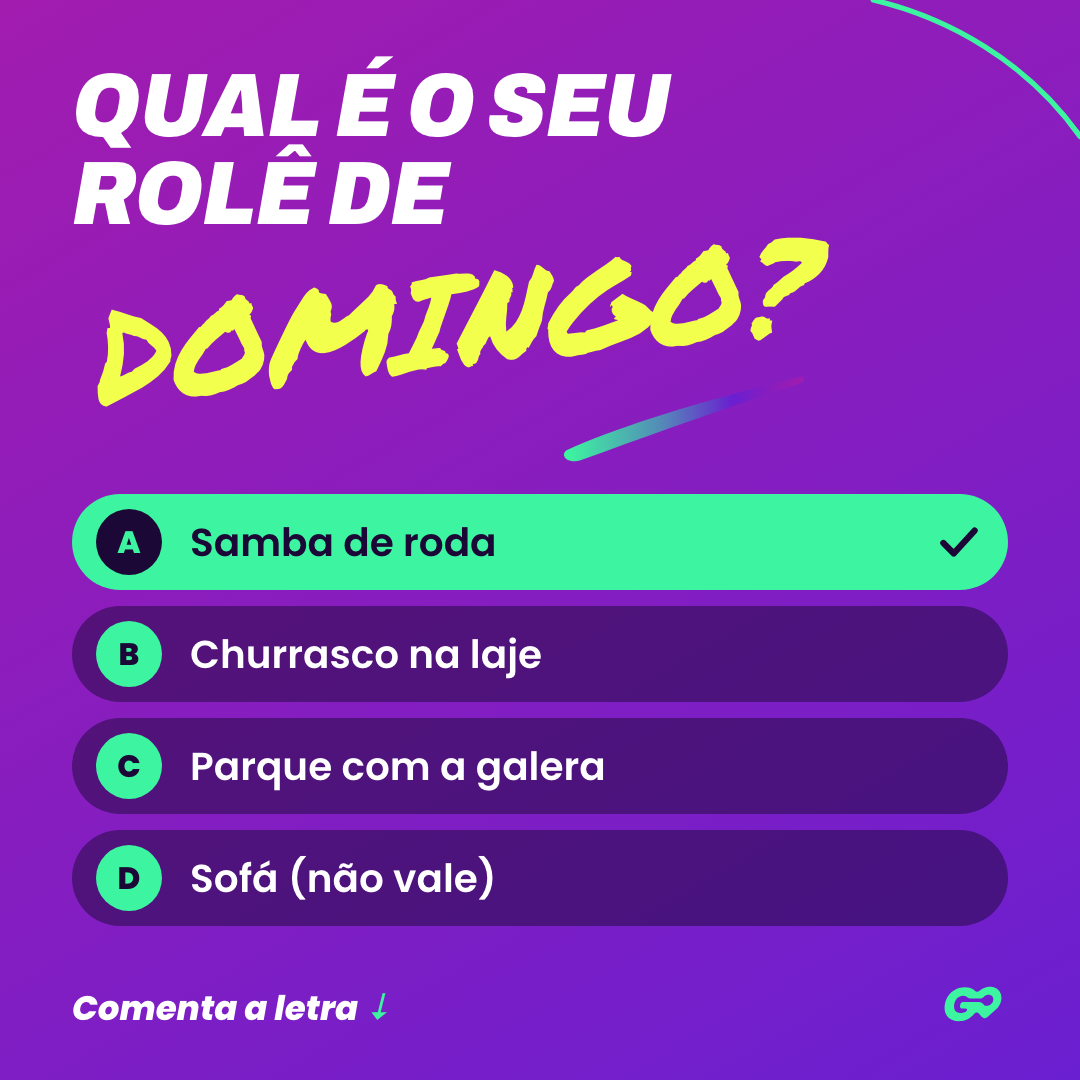 QUAL É O SEU
ROLÊ DE
DOMINGO?
A Samba de roda
B Churrasco na laje
C Parque com a galera
D Sofá (não vale)
Comenta a letra ↓
GO